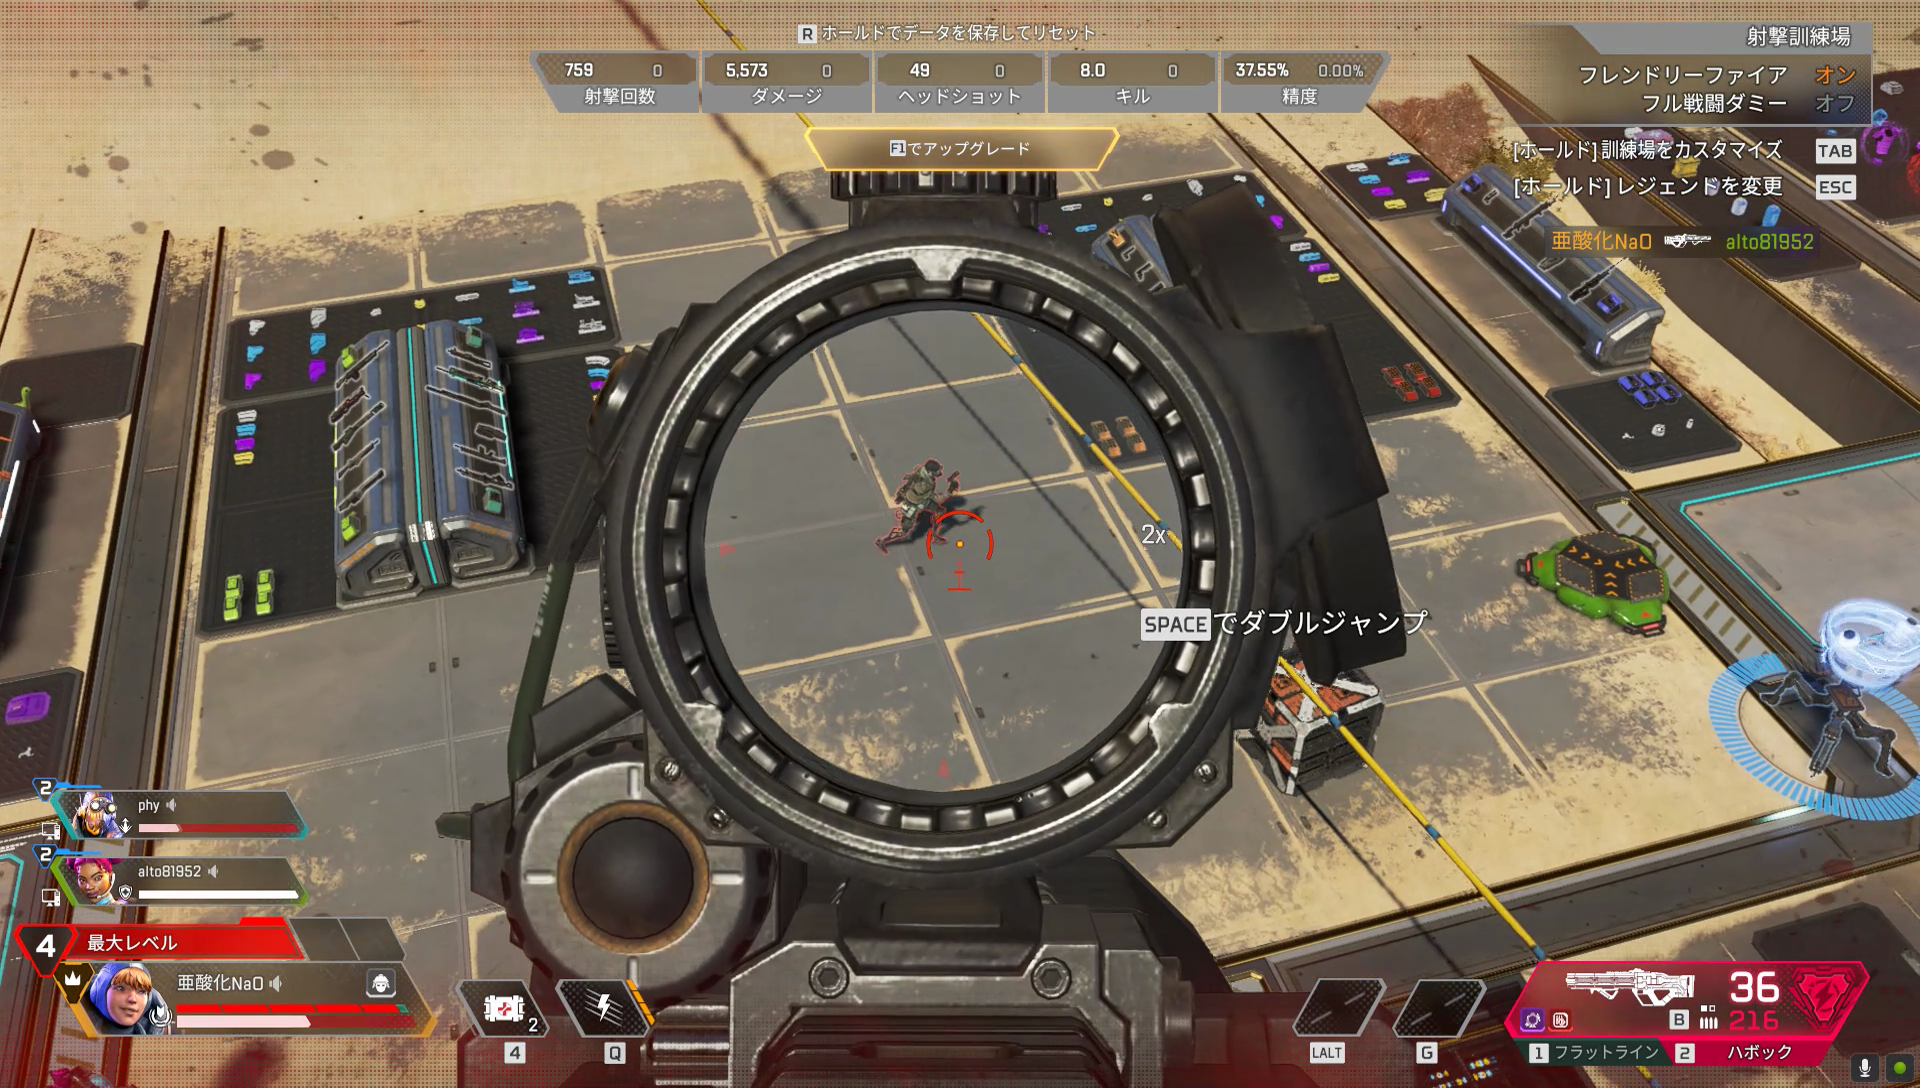 R ホールドでデータを保存してリセット
759 0 5,573 0 49 0 8.0 0 37.55% 0.00%
射撃回数 ダメージ ヘッドショット キル 精度
F1でアップグレード
射撃訓練場
フレンドリーファイア オン
フル戦闘ダミー オフ
[ホールド]訓練場をカスタマイズ TAB
[ホールド]レジェンドを変更 ESC
亜酸化NaO alto81952
2x
SPACEでダブルジャンプ
2
phy
2
alto81952
4 最大レベル
亜酸化NaO
2
4 Q
LALT G
36
B 216
1 フラットライン 2 ハボック